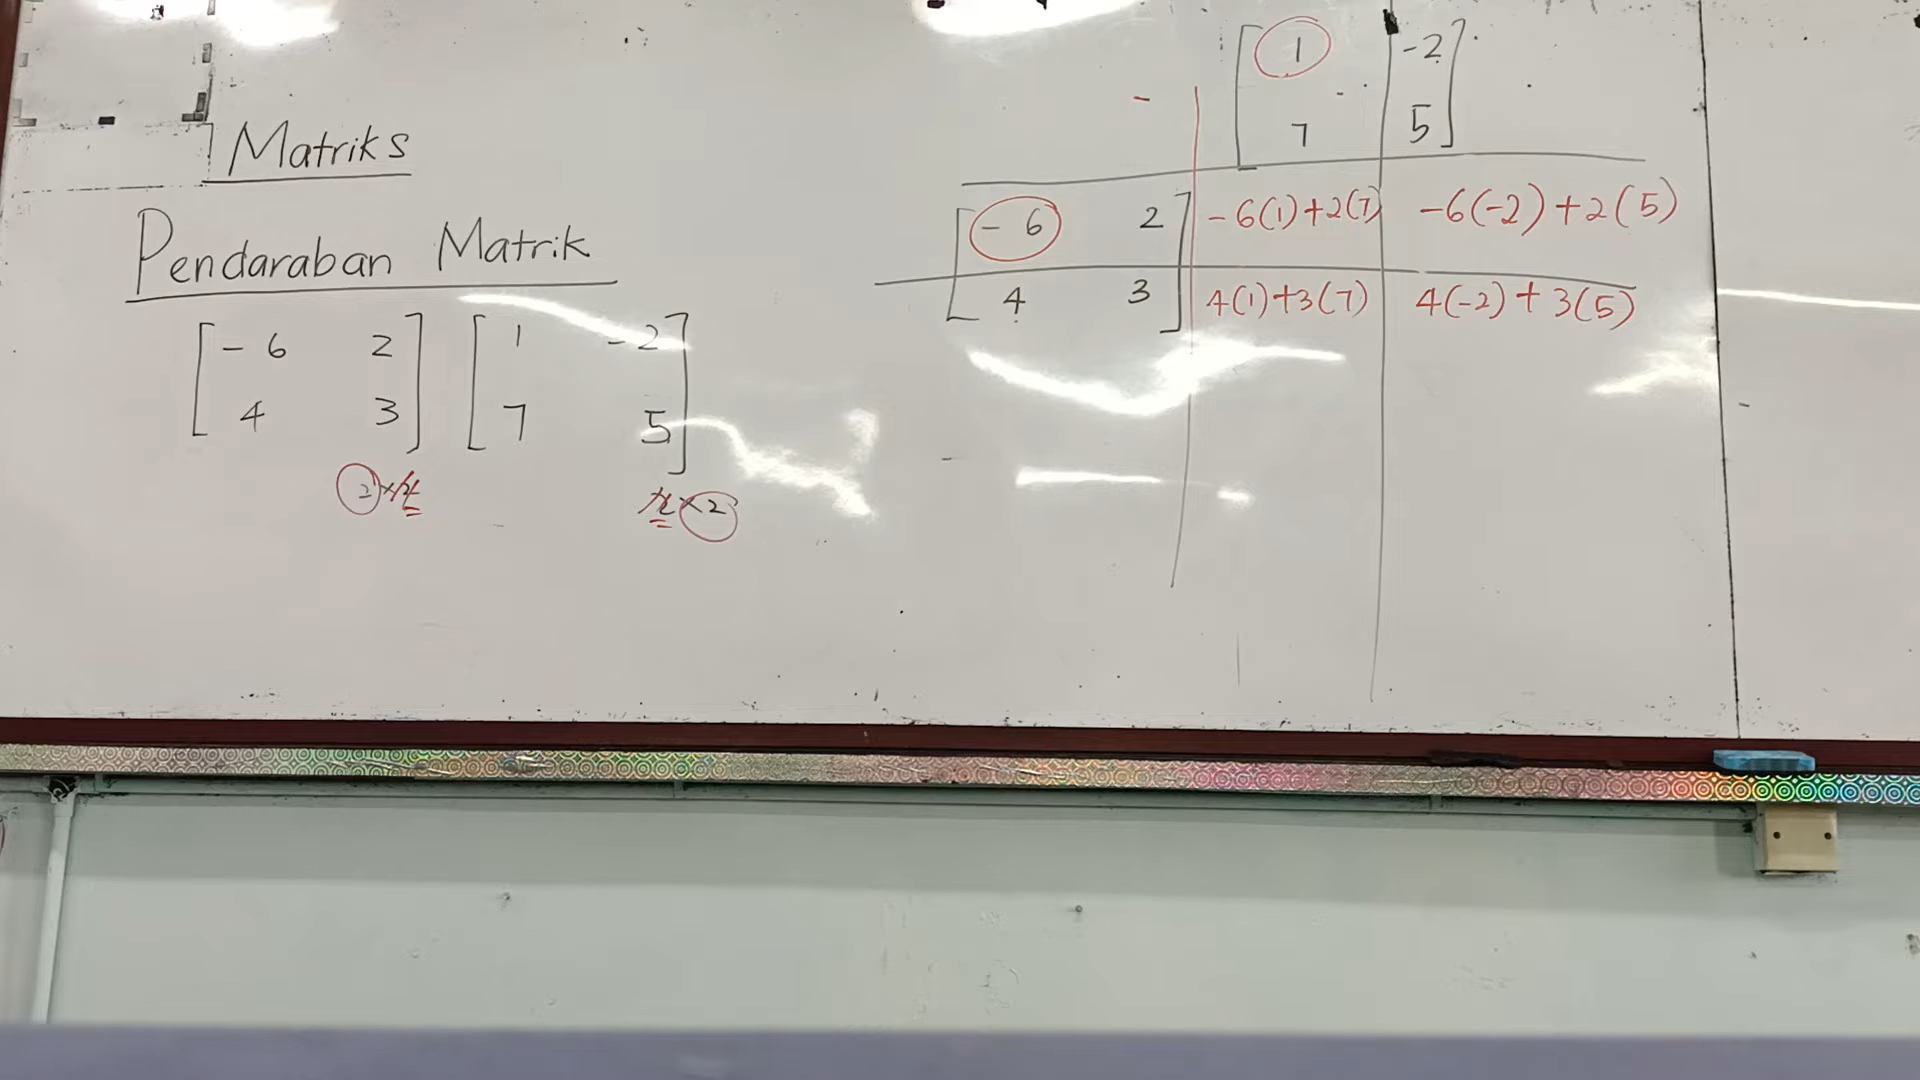 Matriks
Pendaraban Matrik
[ -6 2 ] [ 1 -2 ]
[ 4 3 ] [ 7 5 ]
2×2 2×2
[ 1 -2 ]
[ 7 5 ]
[ -6 2 ] -6(1)+2(7) -6(-2)+2(5)
[ 4 3 ] 4(1)+3(7) 4(-2)+3(5)